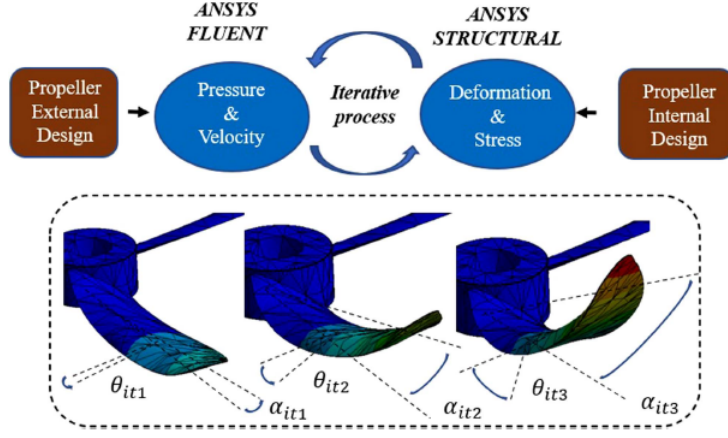 ANSYS
FLUENT
ANSYS
STRUCTURAL
Propeller
External
Design
Pressure
&
Velocity
Iterative
process
Deformation
&
Stress
Propeller
Internal
Design
θit1
αit1
θit2
αit2
θit3
αit3